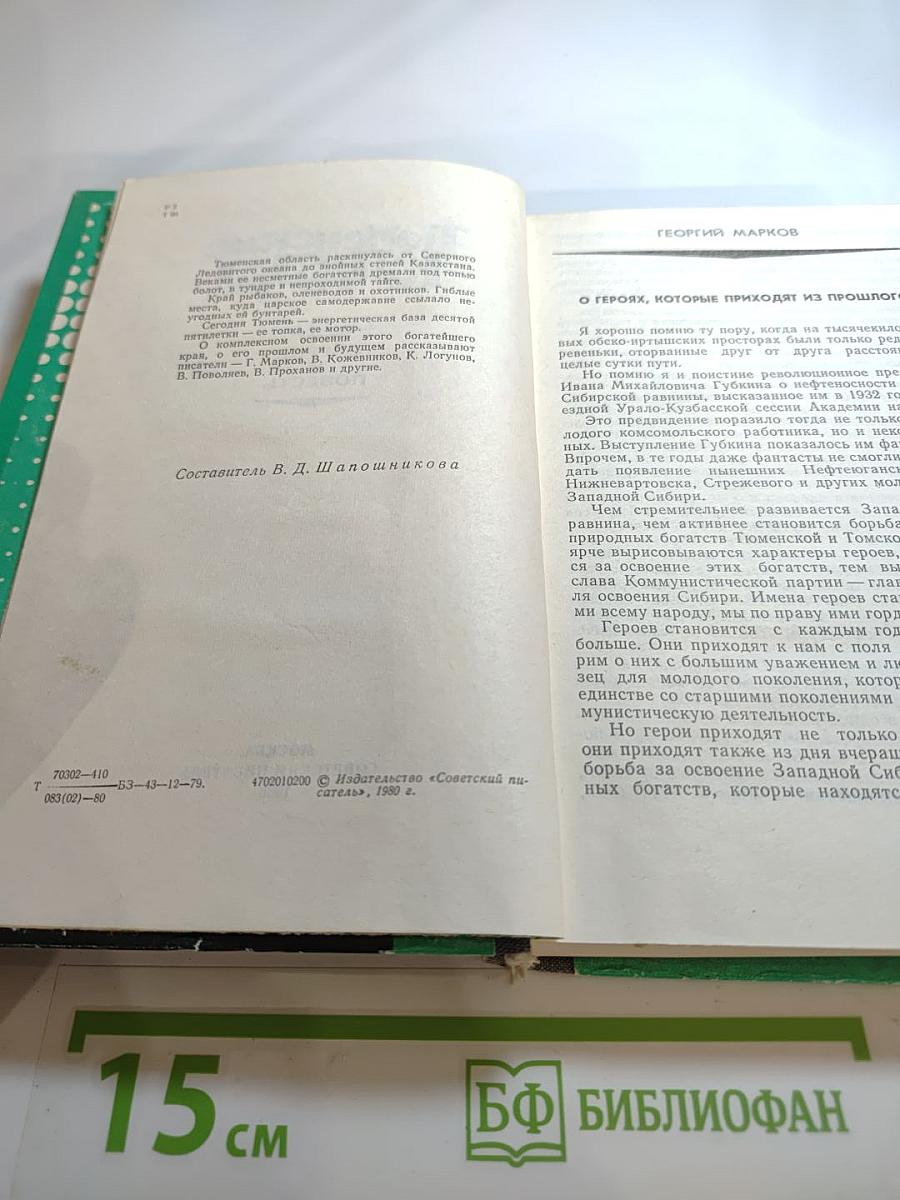 Р 2
Т 98
Тюменская область раскинулась от Северного
Ледовитого океана до знойных степей Казахстана.
Веками ее несметные богатства дремали под топью
болот, в тундре и непроходимой тайге.
Край рыбаков, оленеводов и охотников. Гиблые
места, куда царское самодержавие ссылало не-
угодных ей бунтарей.
Сегодня Тюмень — энергетическая база десятой
пятилетки — ее топка, ее мотор.
О комплексном освоении этого богатейшего
края, о его прошлом и будущем рассказывают
писатели — Г. Марков, В. Кожевников, К. Логунов,
В. Поволяев, В. Проханов и другие.
Составитель В. Д. Шапошникова
Т 70302—410
083(02)—80 БЗ—43—12—79. 4702010200
© Издательство «Советский пи-
сатель», 1980 г.
ГЕОРГИЙ МАРКОВ
О ГЕРОЯХ, КОТОРЫЕ ПРИХОДЯТ ИЗ ПРОШЛОГО
Я хорошо помню ту пору, когда на тысячекило
вых обско-иртышских просторах были только ред
ревеньки, оторванные друг от друга расстоя
целые сутки пути.
Но помню я и поистине революционное пре
Ивана Михайловича Губкина о нефтеносности
Сибирской равнины, высказанное им в 1932 го
ездной Урало-Кузбасской сессии Академии на
Это предвидение поразило тогда не только
лодого комсомольского работника, но и неко
ных. Выступление Губкина показалось им фа
Впрочем, в те годы даже фантасты не смогли
дать появление нынешних Нефтеюганс
Нижневартовска, Стрежевого и других мол
Западной Сибири.
Чем стремительнее развивается Запа
равнина, чем активнее становится борьба
природных богатств Тюменской и Томско
ярче вырисовываются характеры героев,
ся за освоение этих богатств, тем вы
слава Коммунистической партии — глав
ля освоения Сибири. Имена героев ста
ми всему народу, мы по праву ими горд
Героев становится с каждым год
больше. Они приходят к нам с поля
рим о них с большим уважением и лю
зец для молодого поколения, котор
единстве со старшими поколениями
мунистическую деятельность.
Но герои приходят не только
они приходят также из дня вчераш
борьба за освоение Западной Сиб
ных богатств, которые находятс
15 см
БФ БИБЛИОФАН